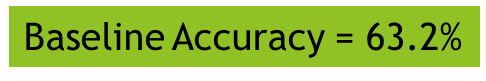 Baseline Accuracy = 63.2%